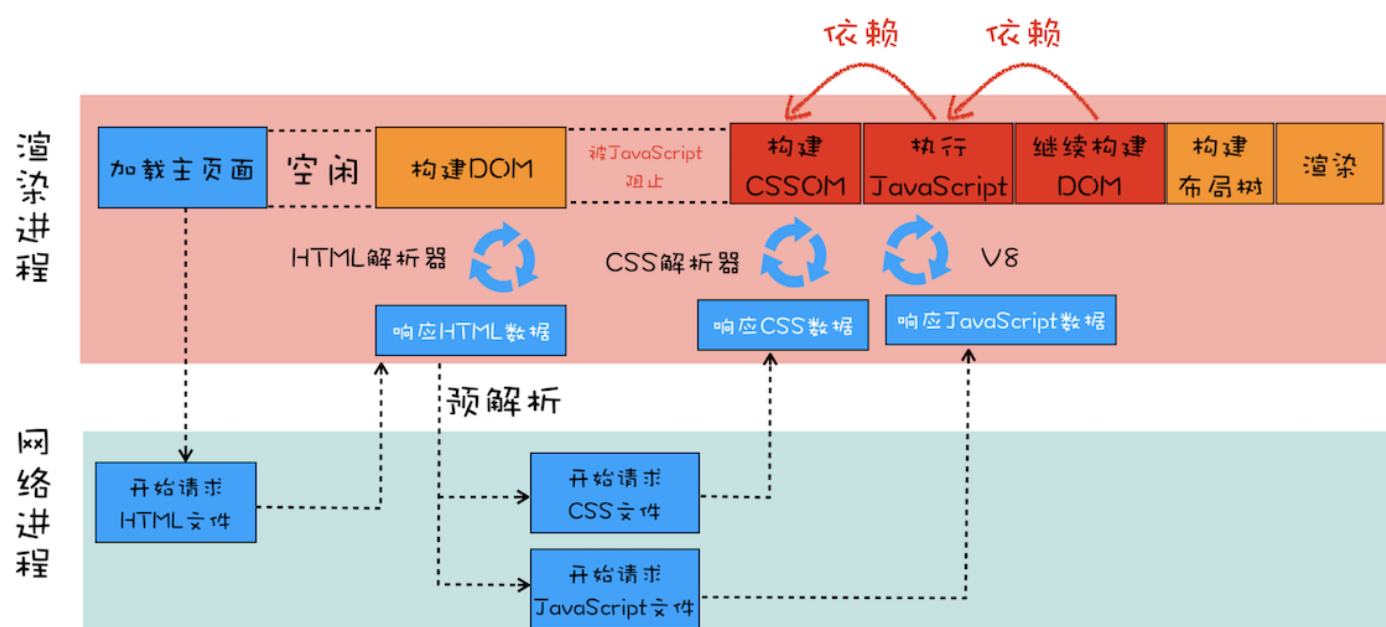 依赖
依赖
渲染进程
加载主页面
空闲
构建DOM
被JavaScript
阻止
构建
CSSOM
执行
JavaScript
继续构建
DOM
构建
布局树
渲染
HTML解析器
CSS解析器
V8
响应HTML数据
响应CSS数据
响应JavaScript数据
预解析
网络进程
开始请求
HTML文件
开始请求
CSS文件
开始请求
JavaScript文件